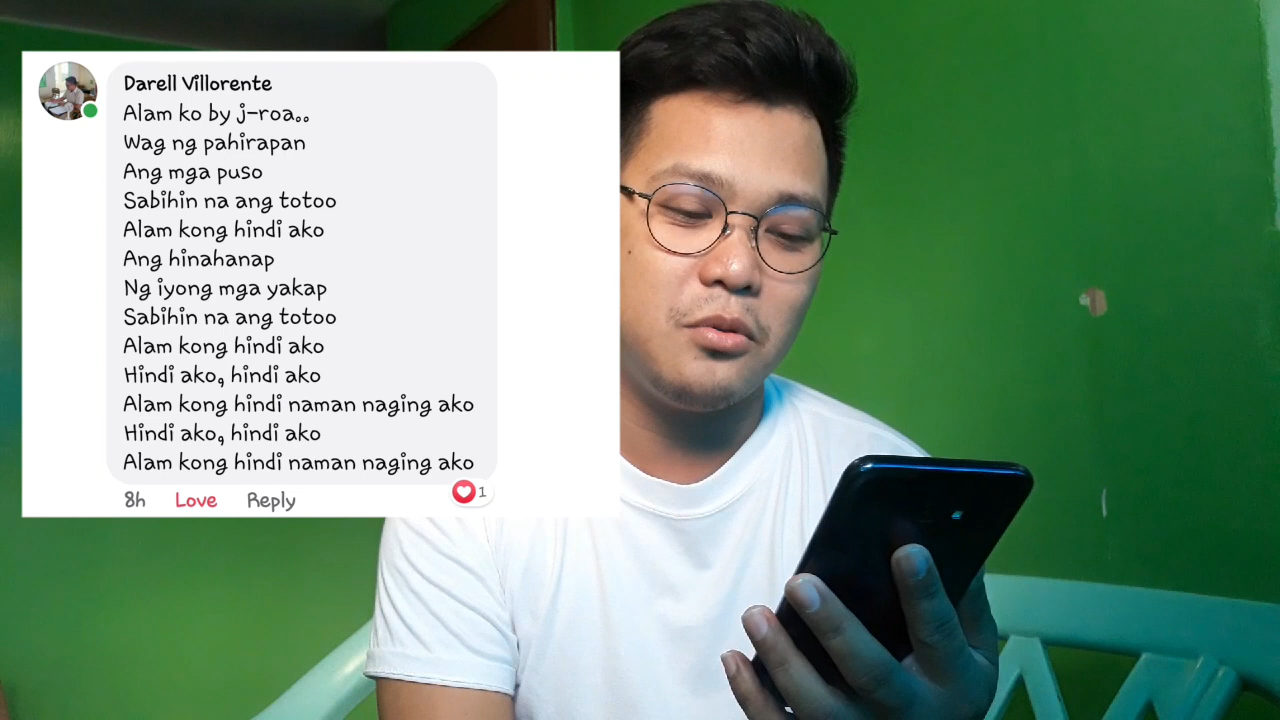 Darell Villorente
Alam ko by j-roa..
Wag ng pahirapan
Ang mga puso
Sabihin na ang totoo
Alam kong hindi ako
Ang hinahanap
Ng iyong mga yakap
Sabihin na ang totoo
Alam kong hindi ako
Hindi ako, hindi ako
Alam kong hindi naman naging ako
Hindi ako, hindi ako
Alam kong hindi naman naging ako
8h Love Reply 1